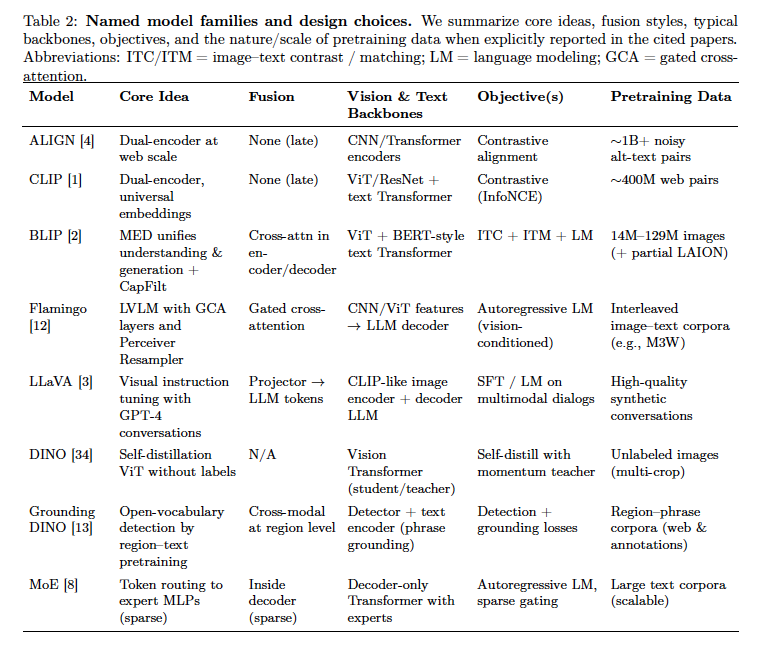 Table 2: Named model families and design choices. We summarize core ideas, fusion styles, typical
backbones, objectives, and the nature/scale of pretraining data when explicitly reported in the cited papers.
Abbreviations: ITC/ITM = image–text contrast / matching; LM = language modeling; GCA = gated cross-
attention.
Model Core Idea Fusion Vision & Text Objective(s) Pretraining Data
Backbones
ALIGN [4] Dual-encoder at None (late) CNN/Transformer Contrastive ~1B+ noisy
web scale encoders alignment alt-text pairs
CLIP [1] Dual-encoder, None (late) ViT/ResNet + Contrastive ~400M web pairs
universal text Transformer (InfoNCE)
embeddings
BLIP [2] MED unifies Cross-attn in ViT + BERT-style ITC + ITM + LM 14M–129M images
understanding & en- text Transformer (+ partial LAION)
generation + coder/decoder
CapFilt
Flamingo LVLM with GCA Gated cross- CNN/ViT features Autoregressive LM Interleaved
[12] layers and attention → LLM decoder (vision- image–text corpora
Perceiver conditioned) (e.g., M3W)
Resampler
LLaVA [3] Visual instruction Projector → CLIP-like image SFT / LM on High-quality
tuning with LLM tokens encoder + decoder multimodal dialogs synthetic
GPT-4 LLM conversations
conversations
DINO [34] Self-distillation N/A Vision Self-distill with Unlabeled images
ViT without labels Transformer momentum teacher (multi-crop)
(student/teacher)
Grounding Open-vocabulary Cross-modal Detector + text Detection + Region–phrase
DINO [13] detection by at region level encoder (phrase grounding losses corpora (web &
region–text grounding) annotations)
pretraining
MoE [8] Token routing to Inside Decoder-only Autoregressive LM, Large text corpora
expert MLPs decoder Transformer with sparse gating (scalable)
(sparse) (sparse) experts